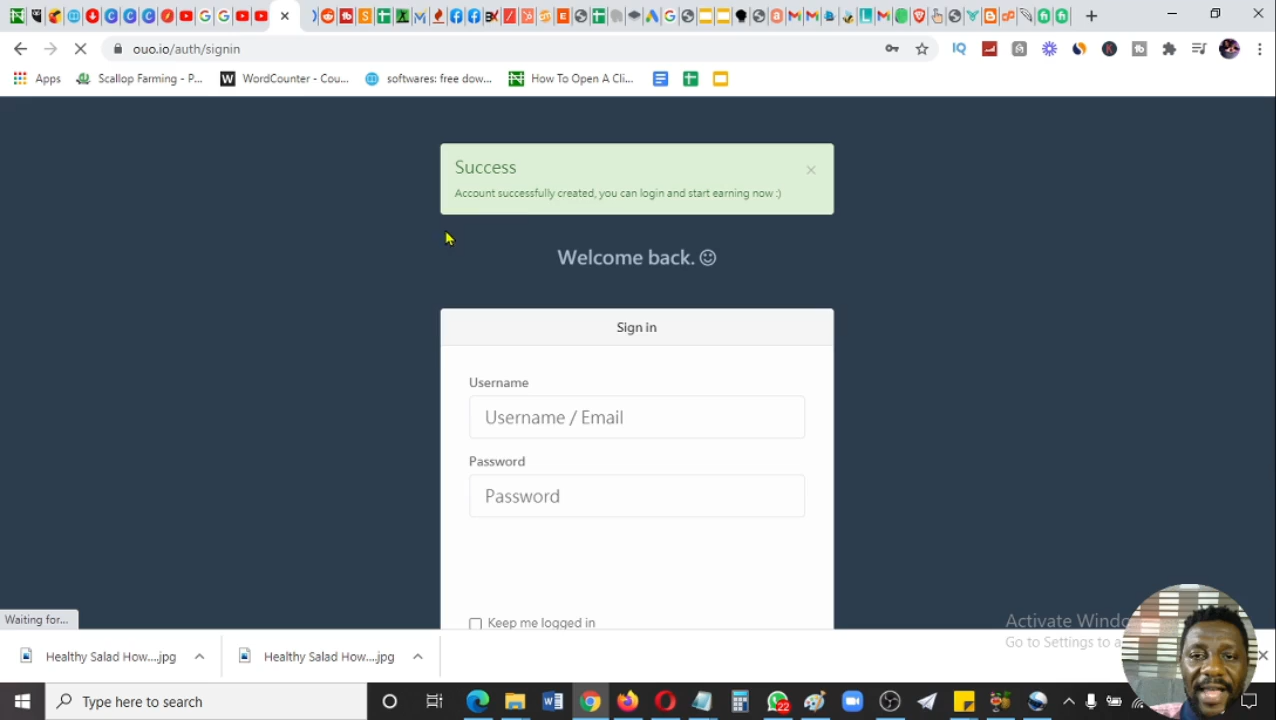 ouo.io/auth/signin
Apps
Scallop Farming - P...
WordCounter - Cou...
softwares: free dow...
How To Open A Cli...
Success
Account successfully created, you can login and start earning now :)
Welcome back.
Sign in
Username
Username / Email
Password
Password
Keep me logged in
Waiting for...
Activate Windo
Go to Settings to a
Healthy Salad How....jpg
Healthy Salad How....jpg
Type here to search
22